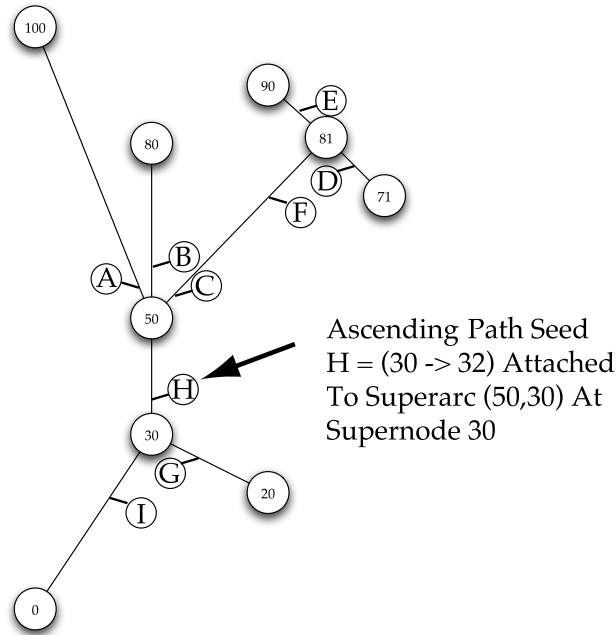 100
90
E
80
81
D
71
F
B
A
C
50
Ascending Path Seed
H = (30 -> 32) Attached
To Superarc (50,30) At
Supernode 30
H
30
G
20
I
0